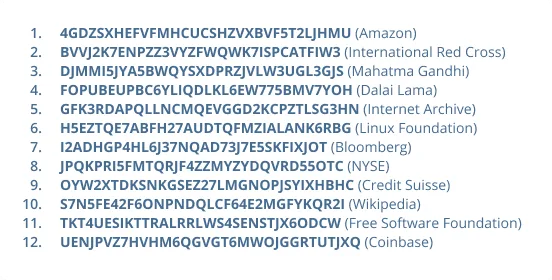 1. 4GDZSXHEFVFMHCUCSHZVXBVF5T2LJHMU (Amazon)
2. BVVJ2K7ENPZZ3VYZFWQWK7ISPCATFIW3 (International Red Cross)
3. DJMMI5JYA5BWQYSXDPRZJVLW3UGL3GJS (Mahatma Gandhi)
4. FOPUBEUPBC6YLIQDLKL6EW775BMV7YOH (Dalai Lama)
5. GFK3RDAPQLLNCMQEVGGD2KCPZTLSG3HN (Internet Archive)
6. H5EZTQE7ABFH27AUDTQFMZIALANK6RBG (Linux Foundation)
7. I2ADHGP4HL6J37NQAD73J7E5SKFIXJOT (Bloomberg)
8. JPQKPRI5FMTQRJF4ZZMYZYDQVRD55OTC (NYSE)
9. OYW2XTDKSNKGSEZ27LMGNOPJSYIXHBHC (Credit Suisse)
10. S7N5FE42F6ONPNDQLCF64E2MGFYKQR2I (Wikipedia)
11. TKT4UESIKTTRALRRLWS4SENSTJX6ODCW (Free Software Foundation)
12. UENJPVZ7HVHM6QGVGT6MWOJGGRTUTJXQ (Coinbase)